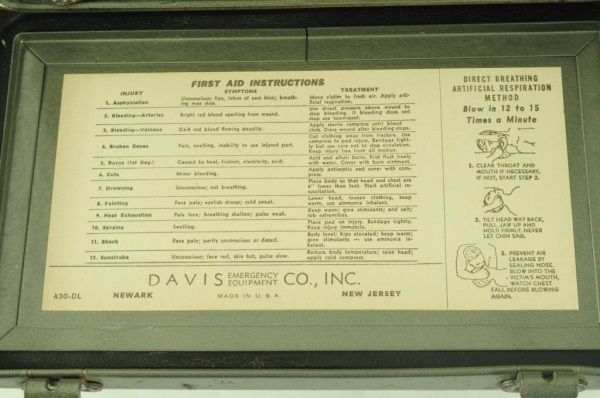 FIRST AID INSTRUCTIONS
INJURY SYMPTOMS TREATMENT
1. Asphyxiation Unconscious; lips, lobes of ears blue; breath-
ing may stop. Move victim to fresh air. Apply arti-
ficial respiration.
2. Bleeding—Arteries Bright red blood spurting from wound. Use direct pressure above wound to
stop bleeding. If bleeding does not
stop use tourniquet.
3. Bleeding—Veinous Dark red blood flowing steadily. Apply sterile compress until blood
clots. Dress wound after bleeding stops.
4. Broken Bones Pain, swelling, inability to use injured part. Cut clothing away from fracture. Use
compress to pad injury. Bandage tight-
ly but use care not to stop circulation.
Keep injury free from all motion.
5. Burns (1st Deg.) Caused by heat, friction, electricity, acid. Acid and alkali burns. First flush freely
with water. Cover with burn ointment.
6. Cuts Minor bleeding. Apply antiseptic and cover with com-
press.
7. Drowning Unconscious; not breathing. Place body so that head and chest are
lower than feet. Start artificial res-
piration.
8. Fainting Face pale; eyelids droop; cold sweat. Lower head, loosen clothing, keep
warm, use ammonia inhalant.
9. Heat Exhaustion Pale face; breathing shallow; pulse weak. Keep warm; give stimulants; and salt;
rub extremities.
10. Sprains Swelling. Place pad on injury. Bandage tightly.
Keep injury immobile.
11. Shock Face pale; partly unconscious or dazed. Body level; hips elevated; keep warm;
give stimulants — use ammonia in-
halant.
12. Sunstroke Unconscious; face red, skin hot, pulse slow. Reduce body temperature; raise head;
apply cold compress.
DAVIS EMERGENCY EQUIPMENT CO., INC.
430-DL NEWARK MADE IN U.S.A. NEW JERSEY
DIRECT BREATHING
ARTIFICIAL RESPIRATION
METHOD
Blow in 12 to 15
Times a Minute
1. CLEAR THROAT AND
MOUTH IF NECESSARY,
IF NOT, START STEP 2.
2. TILT HEAD WAY BACK,
PULL JAW UP AND
HOLD FIRMLY. NEVER
LET CHIN SAG.
3. PREVENT AIR
LEAKAGE BY
SEALING NOSE.
BLOW INTO THE
VICTIM'S MOUTH,
WATCH CHEST
FALL BEFORE BLOWING
AGAIN.